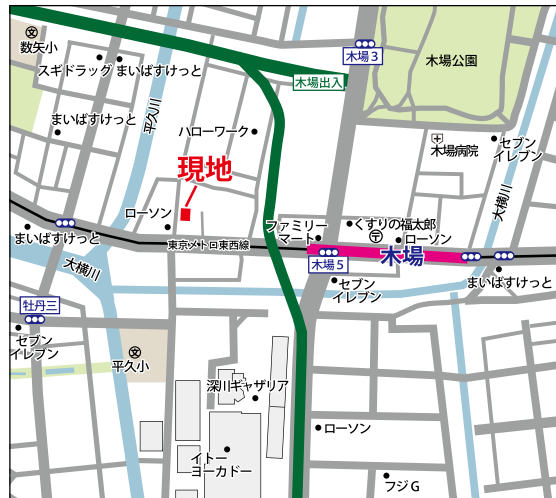 数矢小
スギドラッグ
まいばすけっと
まいばすけっと
平久川
木場3
木場公園
木場出入
ハローワーク
木場病院
セブン
イレブン
現地
大横川
ローソン
ファミリー
マート
くすりの福太郎
ローソン
まいばすけっと
東京メトロ東西線
木場
木場5
大横川
まいばすけっと
セブン
イレブン
牡丹三
セブン
イレブン
平久小
深川ギャザリア
ローソン
イトー
ヨーカドー
フジG